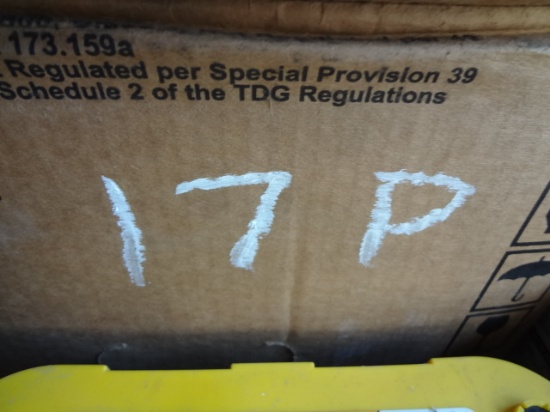 173.159a
Regulated per Special Provision 39
Schedule 2 of the TDG Regulations
17P